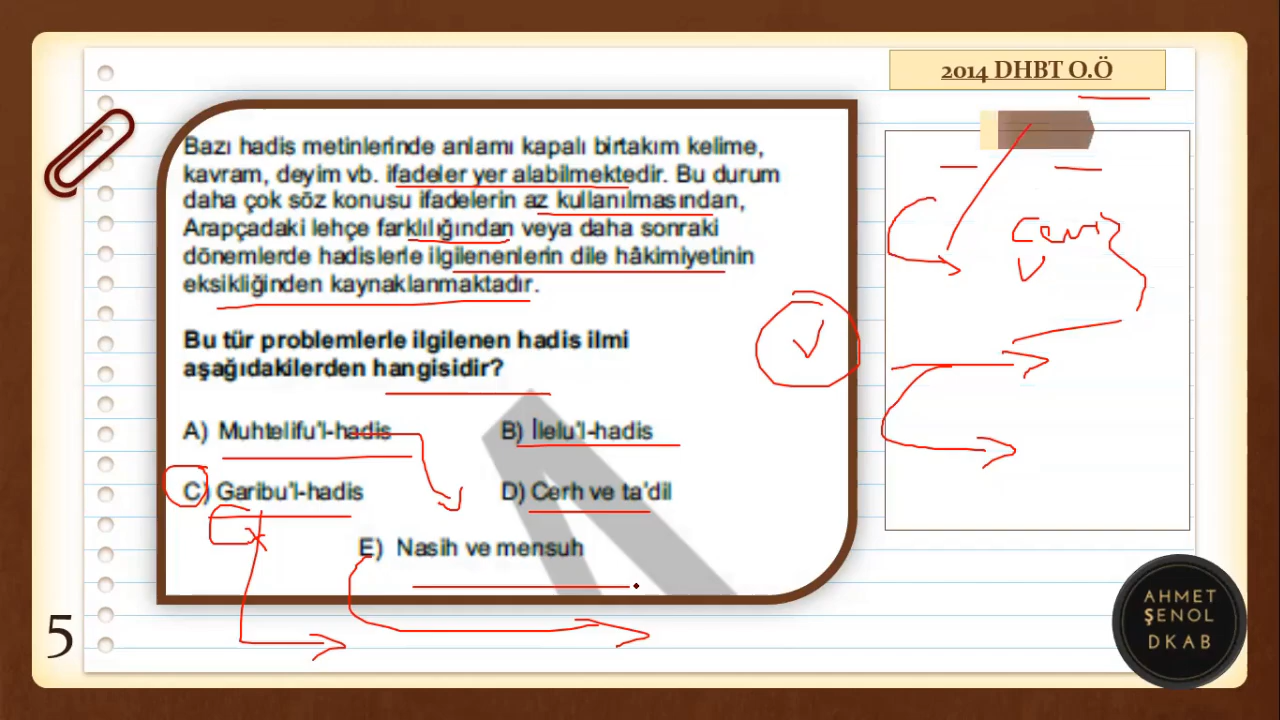 2014 DHBT O.Ö
Bazı hadis metinlerinde anlamı kapalı birtakım kelime,
kavram, deyim vb. ifadeler yer alabilmektedir. Bu durum
daha çok söz konusu ifadelerin az kullanılmasından,
Arapçadaki lehçe farklılığından veya daha sonraki
dönemlerde hadislerle ilgilenenlerin dile hâkimiyetinin
eksikliğinden kaynaklanmaktadır.
Bu tür problemlerle ilgilenen hadis ilmi
aşağıdakilerden hangisidir?
A) Muhtelifu'l-hadis
B) İlelu'l-hadis
C) Garibu'l-hadis
D) Cerh ve ta'dil
E) Nasih ve mensuh
5
AHMET
ŞENOL
DKAB